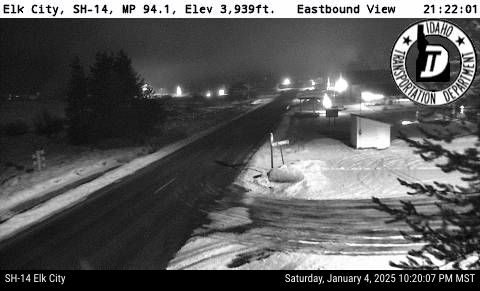 Elk City, SH-14, MP 94.1, Elev 3,939ft.   Eastbound View   21:22:01
IDAHO
TRANSPORTATION DEPARTMENT
SH-14 Elk City
Saturday, January 4, 2025 10:20:07 PM MST